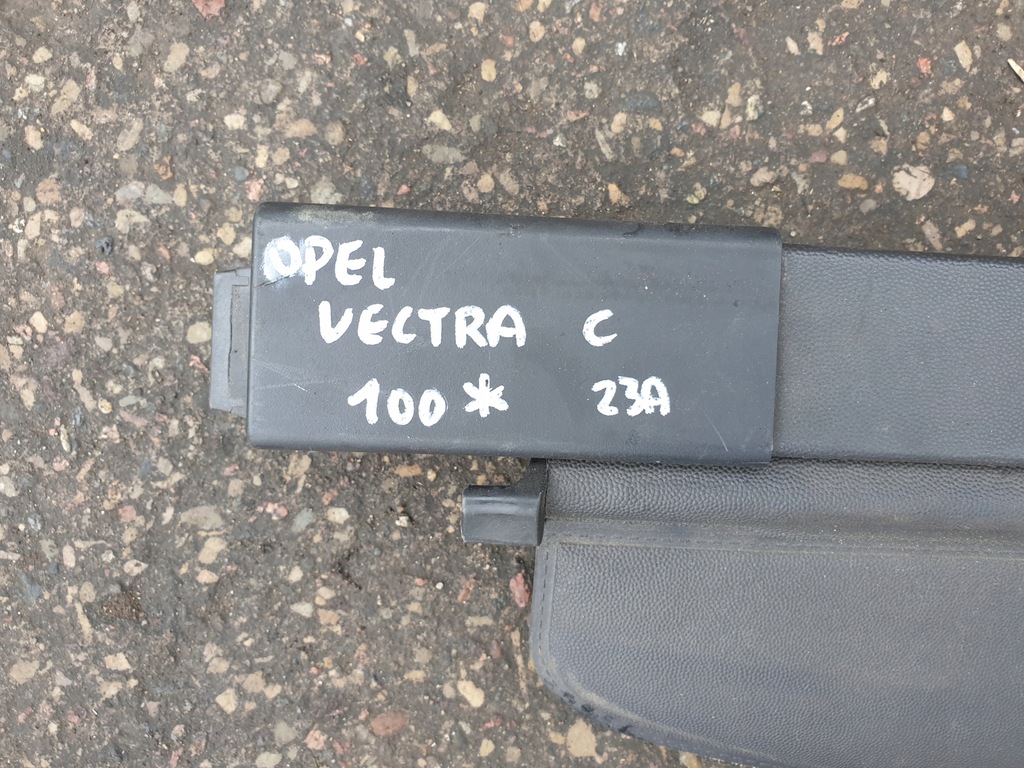 OPEL
VECTRA C
100* 23A